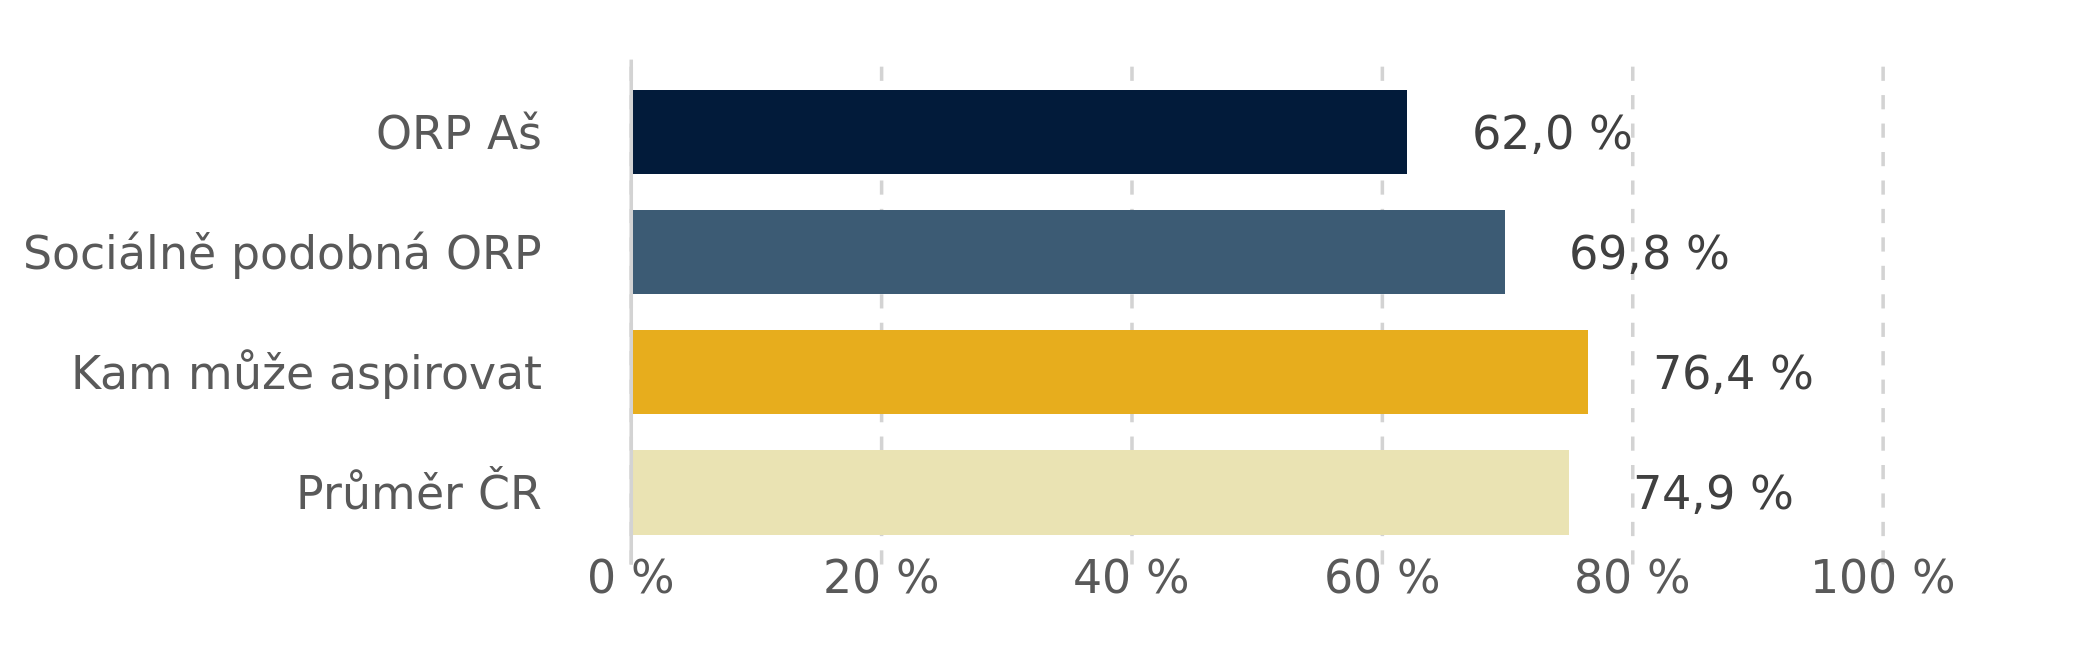 ORP Aš 62,0 %
Sociálně podobná ORP 69,8 %
Kam může aspirovat 76,4 %
Průměr ČR 74,9 %
0 % 20 % 40 % 60 % 80 % 100 %